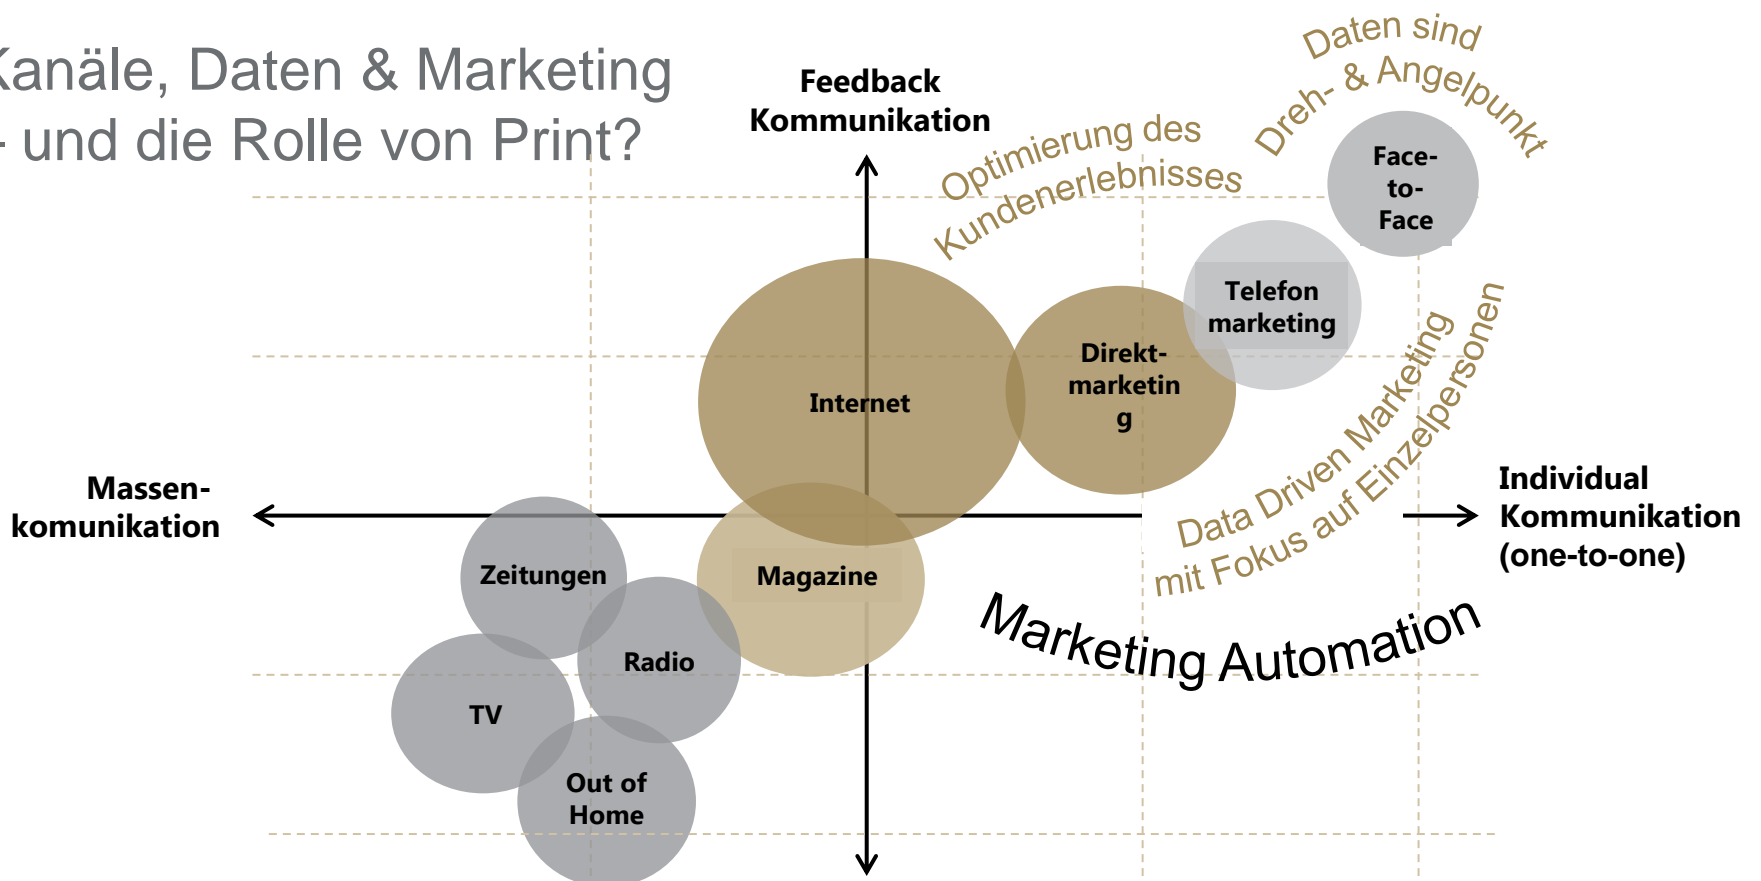 Kanäle, Daten & Marketing
- und die Rolle von Print?
Feedback
Kommunikation
Optimierung des
Kundenerlebnisses
Daten sind
Dreh- & Angelpunkt
Face-
to-
Face
Telefon
marketing
Direkt-
marketin
g
Internet
Data Driven Marketing
mit Fokus auf Einzelpersonen
Massen-
komunikation
Individual
Kommunikation
(one-to-one)
Zeitungen
Magazine
Marketing Automation
Radio
TV
Out of
Home